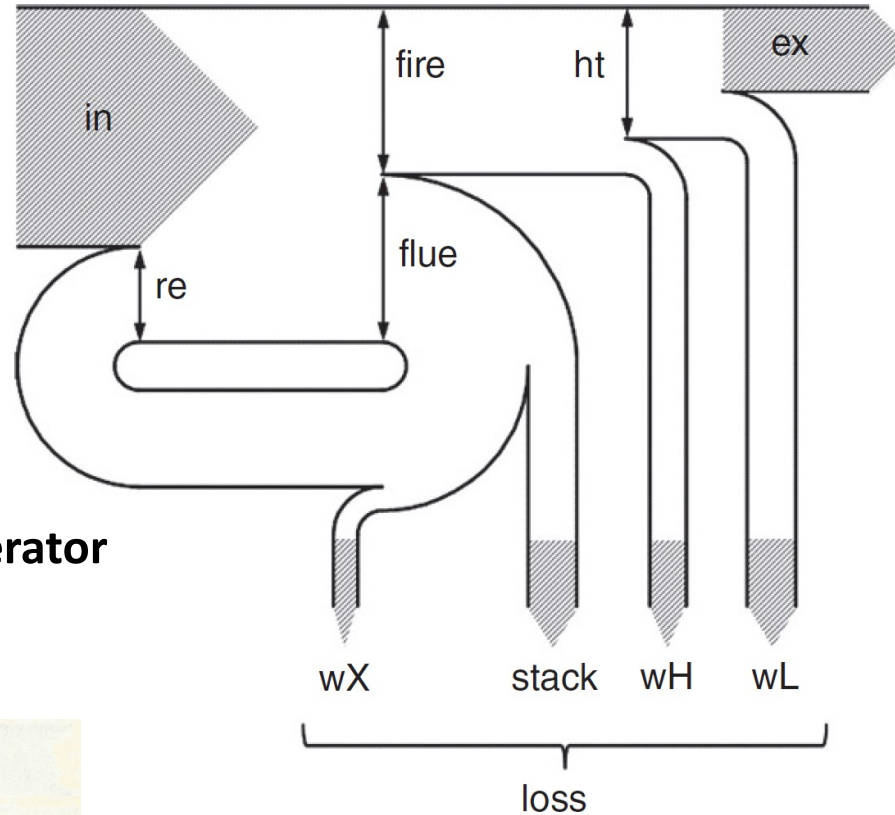 in
fire
ht
ex
flue
re
erator
wX
stack
wH
wL
loss